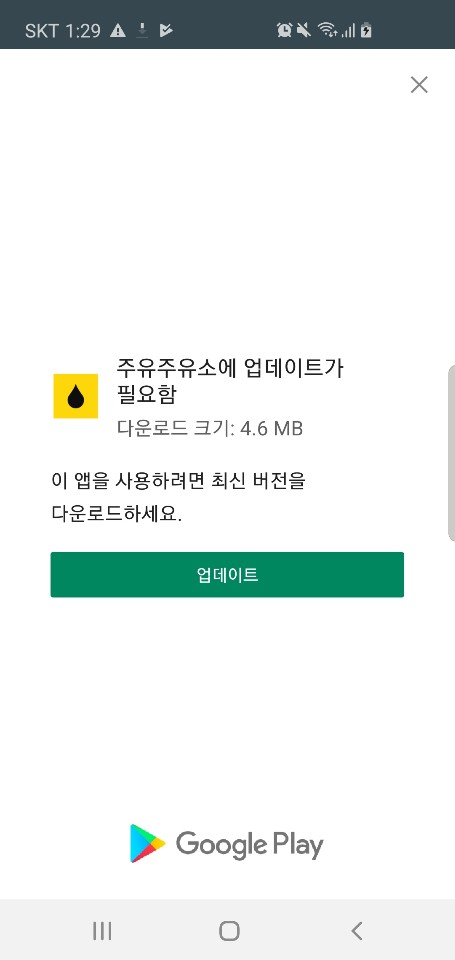 SKT 1:29
주유주유소에 업데이트가
필요함
다운로드 크기: 4.6 MB
이 앱을 사용하려면 최신 버전을
다운로드하세요.
업데이트
Google Play